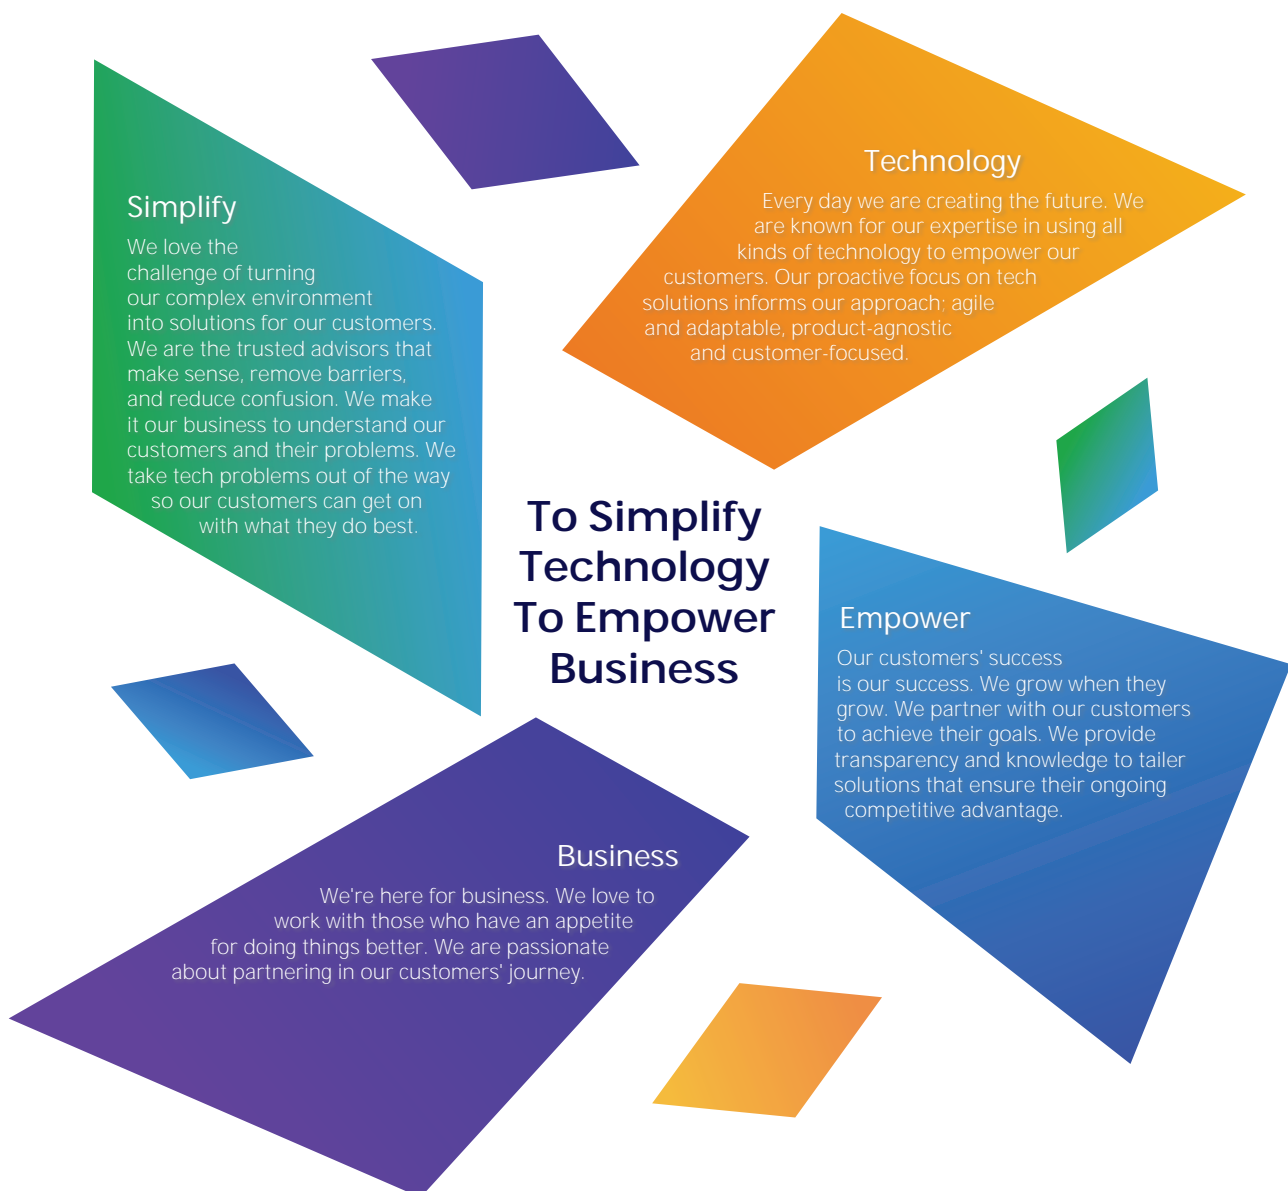 Simplify
We love the
challenge of turning
our complex environment
into solutions for our customers.
We are the trusted advisors that
make sense, remove barriers,
and reduce confusion. We make
it our business to understand our
customers and their problems. We
take tech problems out of the way
so our customers can get on
with what they do best.
Technology
Every day we are creating the future. We
are known for our expertise in using all
kinds of technology to empower our
customers. Our proactive focus on tech
solutions informs our approach; agile
and adaptable, product-agnostic
and customer-focused.
To Simplify
Technology
To Empower
Business
Empower
Our customers' success
is our success. We grow when they
grow. We partner with our customers
to achieve their goals. We provide
transparency and knowledge to tailer
solutions that ensure their ongoing
competitive advantage.
Business
We're here for business. We love to
work with those who have an appetite
for doing things better. We are passionate
about partnering in our customers' journey.